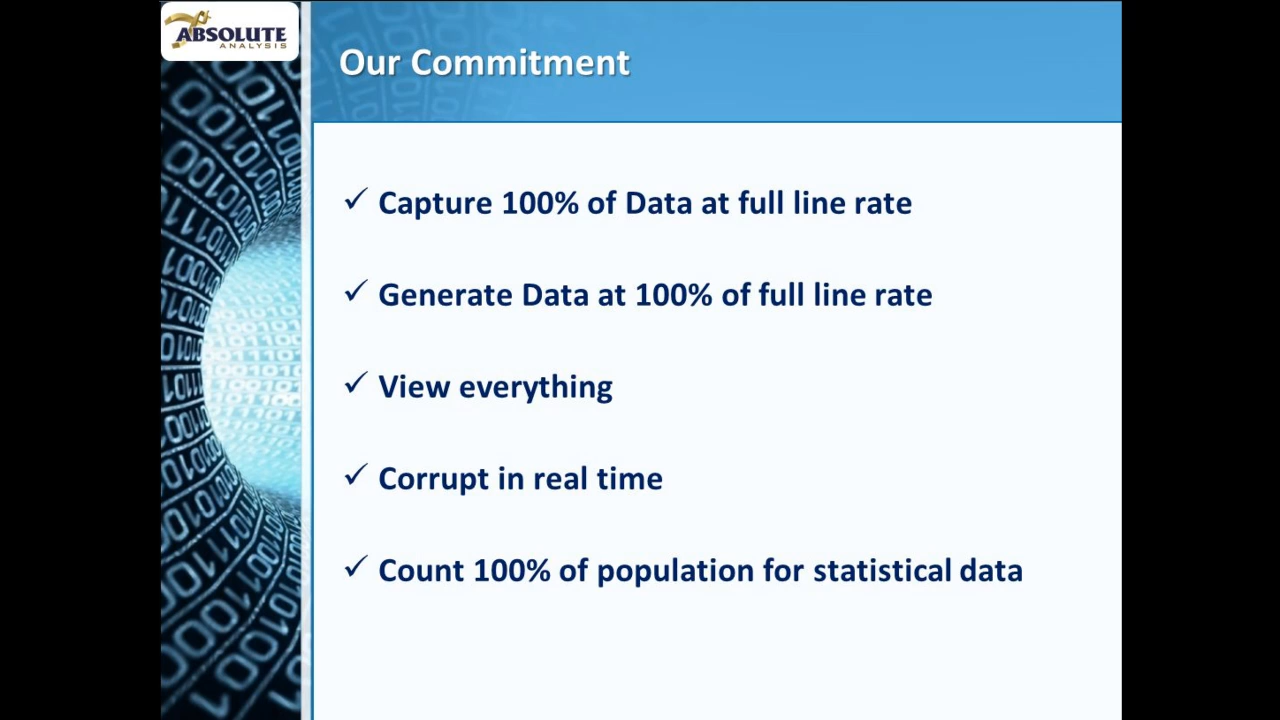 ABSOLUTE
ANALYSIS
Our Commitment
✓ Capture 100% of Data at full line rate
✓ Generate Data at 100% of full line rate
✓ View everything
✓ Corrupt in real time
✓ Count 100% of population for statistical data